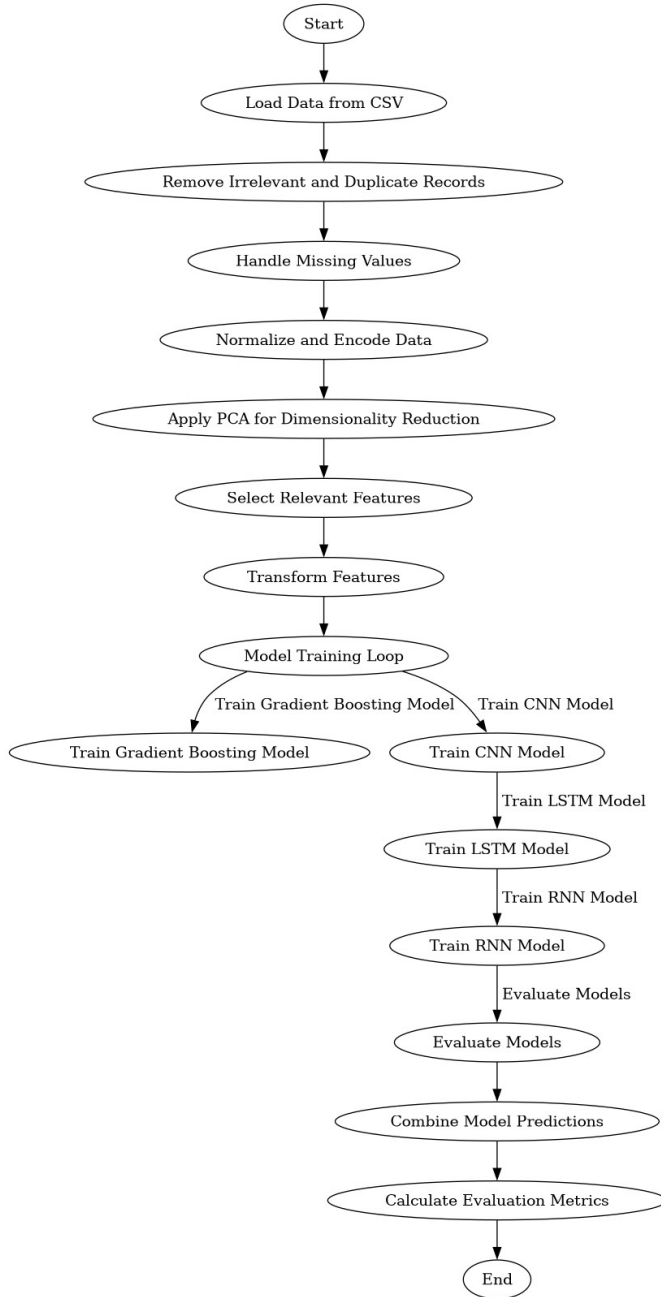 Start
Load Data from CSV
Remove Irrelevant and Duplicate Records
Handle Missing Values
Normalize and Encode Data
Apply PCA for Dimensionality Reduction
Select Relevant Features
Transform Features
Model Training Loop
Train Gradient Boosting Model
Train CNN Model
Train Gradient Boosting Model
Train CNN Model
Train LSTM Model
Train LSTM Model
Train RNN Model
Train RNN Model
Evaluate Models
Evaluate Models
Combine Model Predictions
Calculate Evaluation Metrics
End